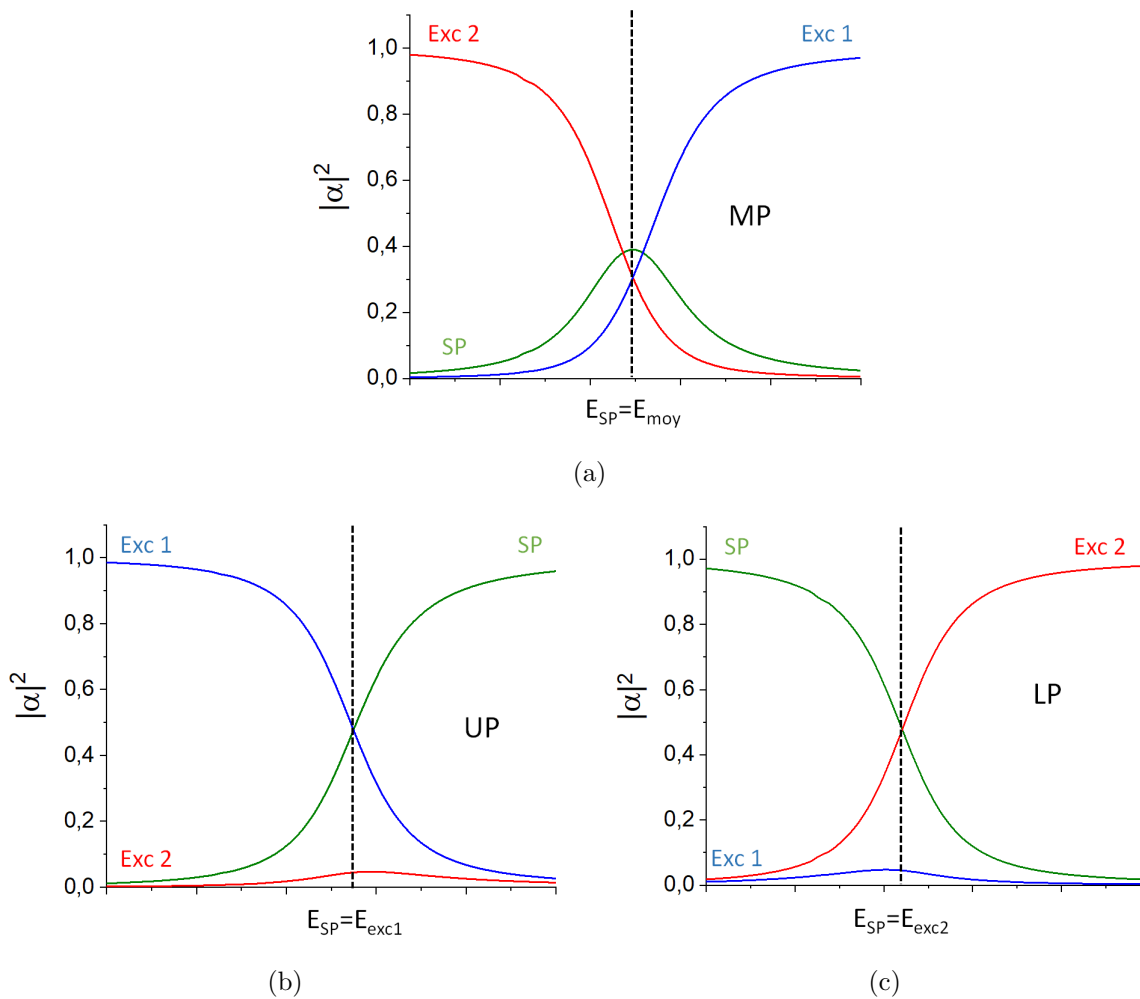 Exc 2
Exc 1
1,0
0,8
0,6
0,4
0,2
0,0
|α|²
MP
SP
E_SP=E_moy
(a)
Exc 1
SP
1,0
0,8
0,6
0,4
0,2
0,0
|α|²
UP
Exc 2
E_SP=E_exc1
(b)
SP
Exc 2
1,0
0,8
0,6
0,4
0,2
0,0
|α|²
LP
Exc 1
E_SP=E_exc2
(c)